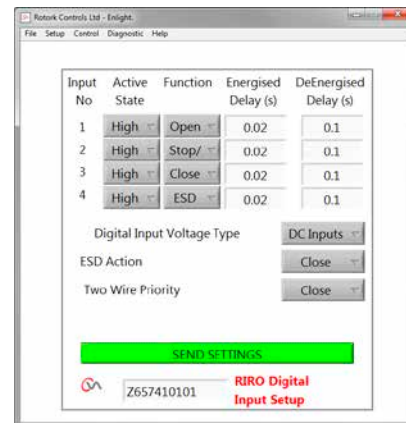 Rotork Controls Ltd - Enlight.
File Setup Control Diagnostic Help
Input No Active State Function Energised Delay (s) DeEnergised Delay (s)
1 High Open 0.02 0.1
2 High Stop/ 0.02 0.1
3 High Close 0.02 0.1
4 High ESD 0.02 0.1
Digital Input Voltage Type DC Inputs
ESD Action Close
Two Wire Priority Close
SEND SETTINGS
Z657410101 RIRO Digital
Input Setup